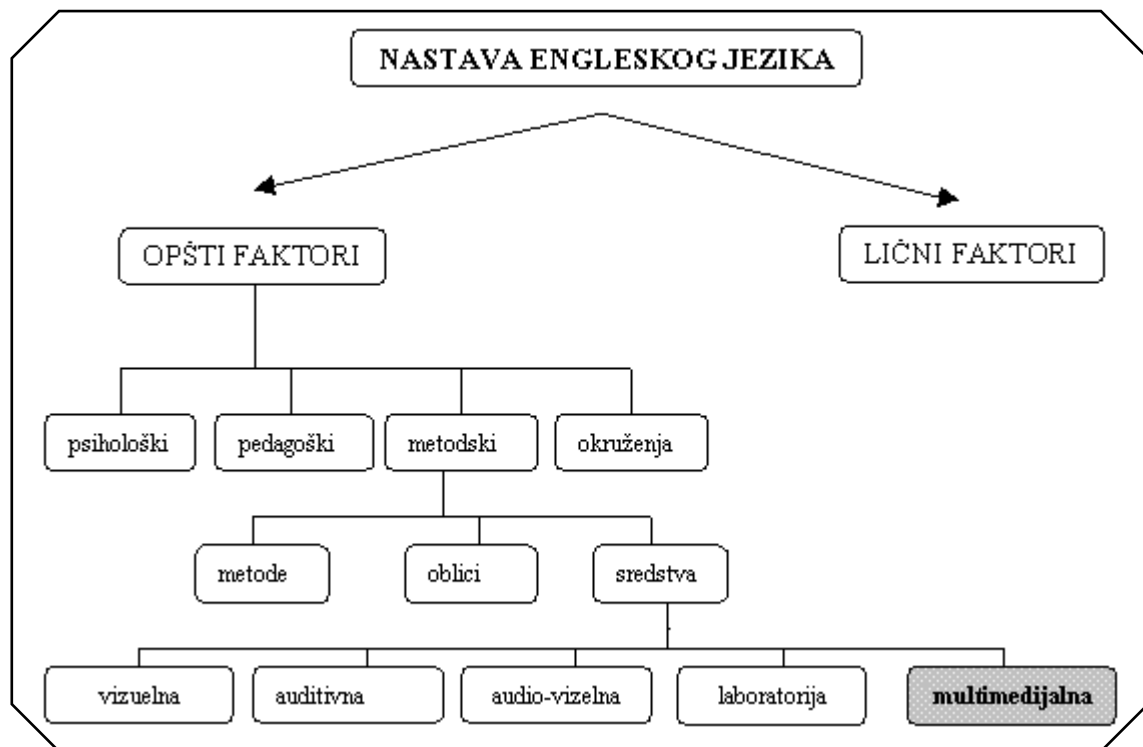 NASTAVA ENGLESKOG JEZIKA
OPŠTI FAKTORI
LIČNI FAKTORI
psihološki
pedagoški
metodski
okruženja
metode
oblici
sredstva
vizuelna
auditivna
audio-vizelna
laboratorija
multimedijalna